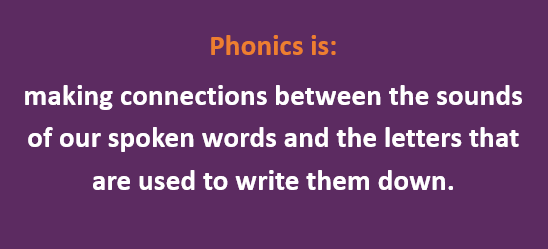 Phonics is:
making connections between the sounds
of our spoken words and the letters that
are used to write them down.